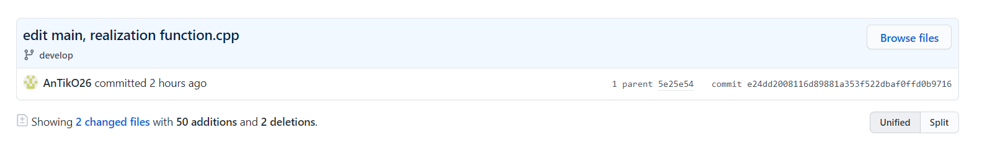 edit main, realization function.cpp
Browse files
develop
AnTikO26 committed 2 hours ago
1 parent 5e25e54 commit e24dd2008116d89881a353f522dbaf0ffd0b9716
Showing 2 changed files with 50 additions and 2 deletions.
Unified Split